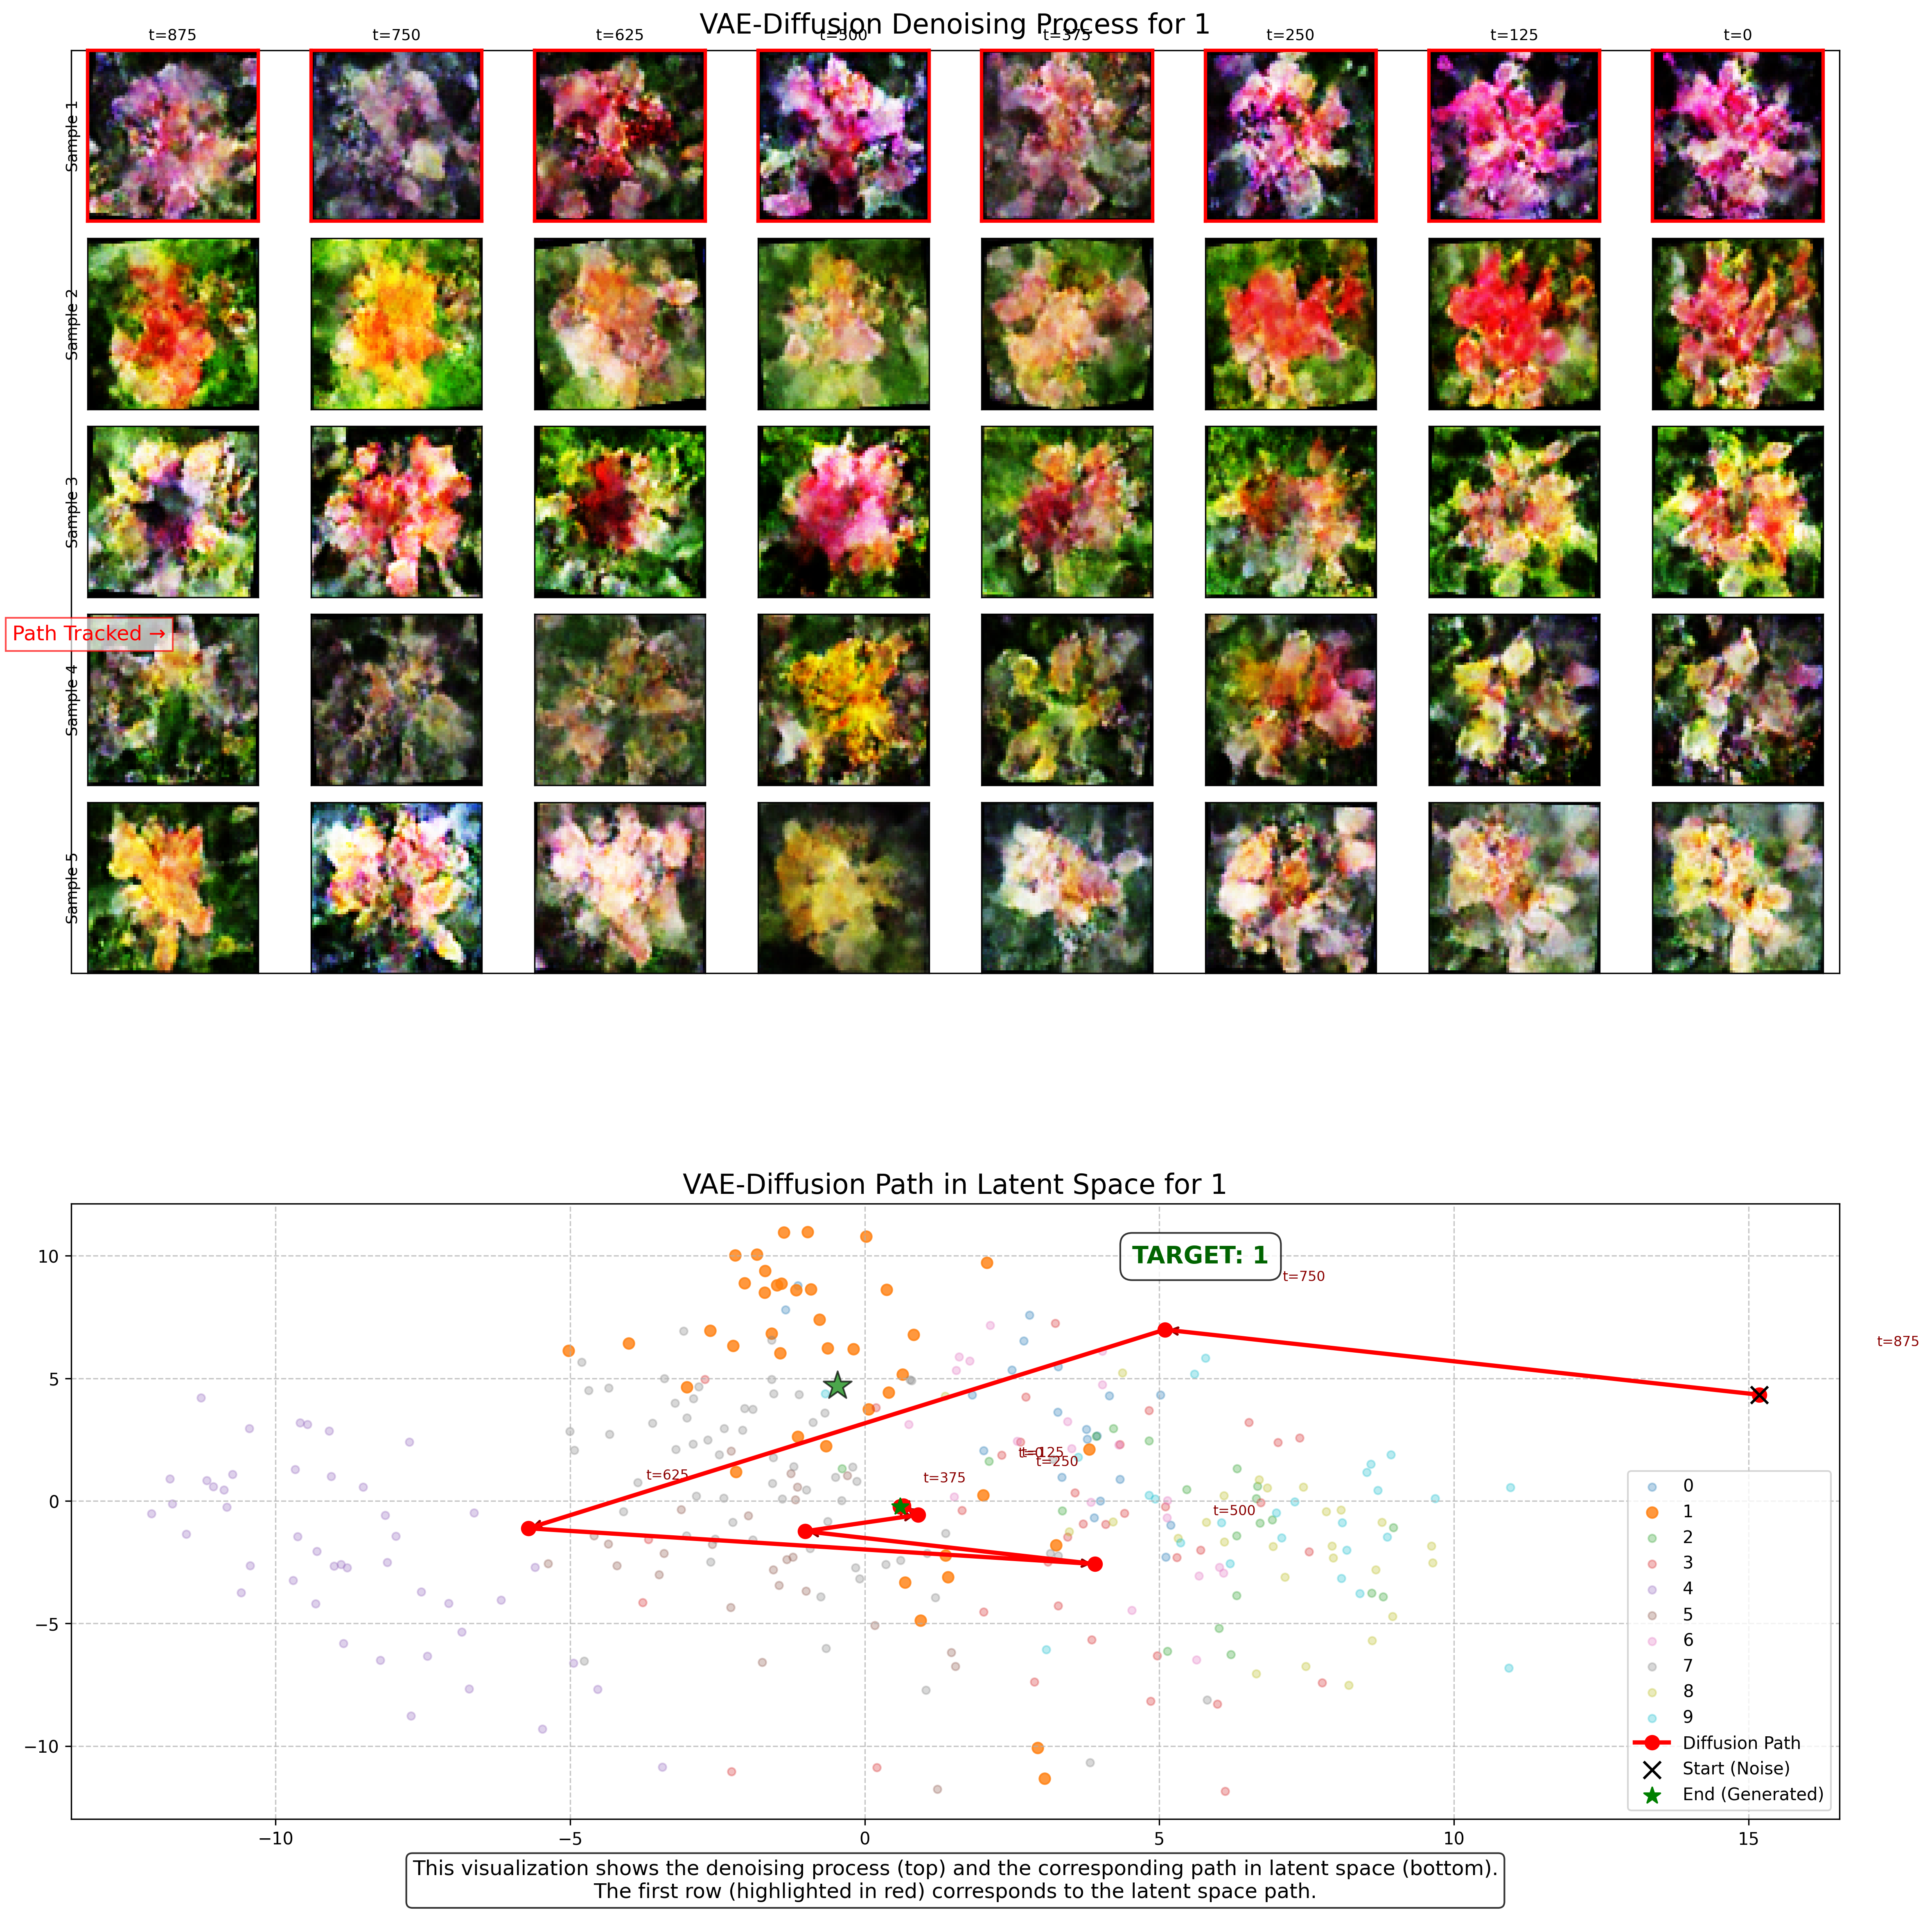 VAE-Diffusion Denoising Process for 1
t=875
t=750
t=625
t=500
t=375
t=250
t=125
t=0
Sample 1
Sample 2
Sample 3
Path Tracked →
Sample 4
Sample 5
VAE-Diffusion Path in Latent Space for 1
TARGET: 1
t=750
t=875
t=0
t=125
t=250
t=625
t=375
t=500
10
5
0
−5
−10
−10
−5
0
5
10
15
0
1
2
3
4
5
6
7
8
9
Diffusion Path
Start (Noise)
End (Generated)
This visualization shows the denoising process (top) and the corresponding path in latent space (bottom).
The first row (highlighted in red) corresponds to the latent space path.